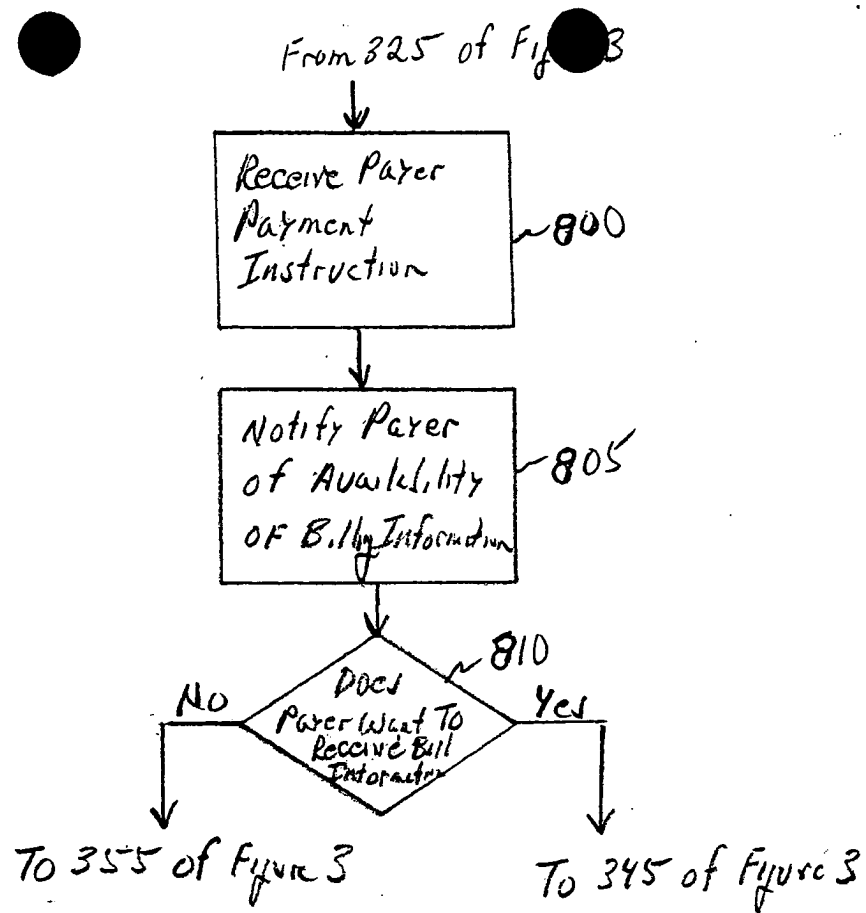 From 325 of Fig 3
Receive Payer
Payment
Instruction
800
Notify Payer
of Availability
of Billing Information
805
810
Does
Payer Want To
Receive Bill
Information
No
Yes
To 355 of Figure 3
To 345 of Figure 3